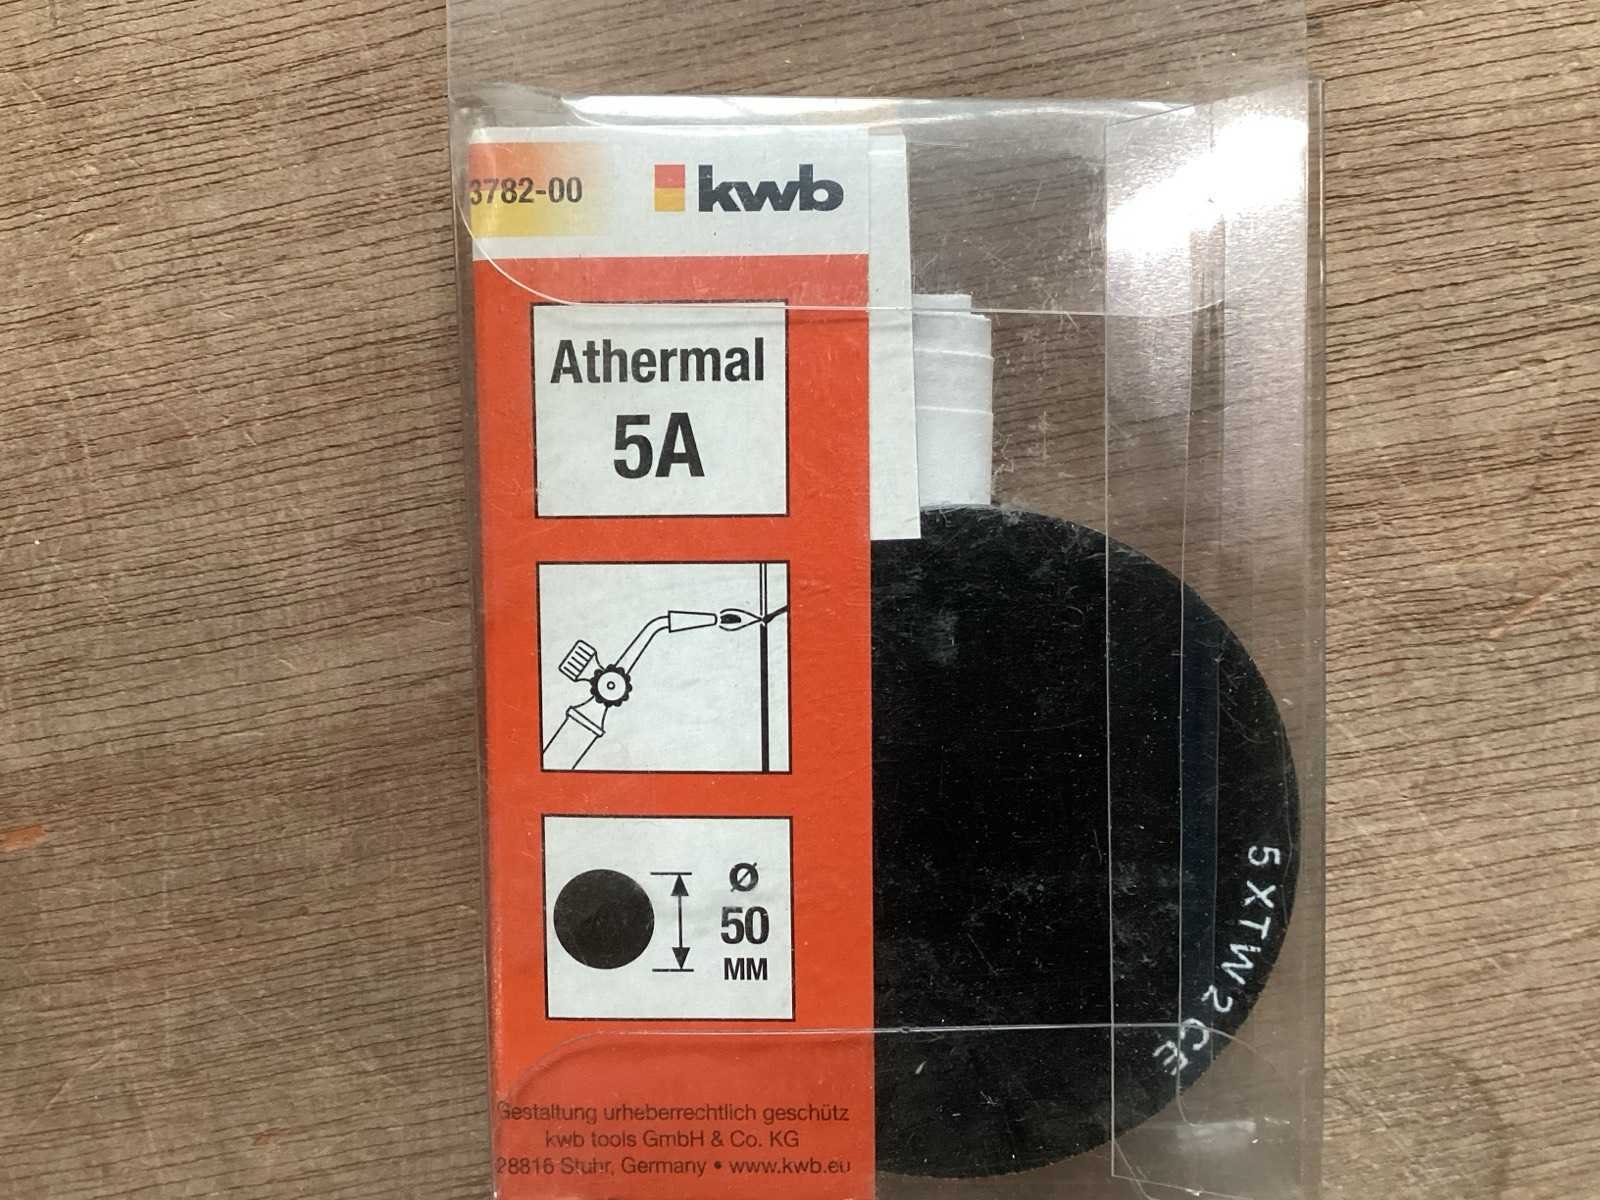 3782-00
kwb
Athermal
5A
Ø
50
MM
5 XTW 2 CE
Gestaltung urheberrechtlich geschütz
kwb tools GmbH & Co. KG
28816 Stuhr, Germany • www.kwb.eu